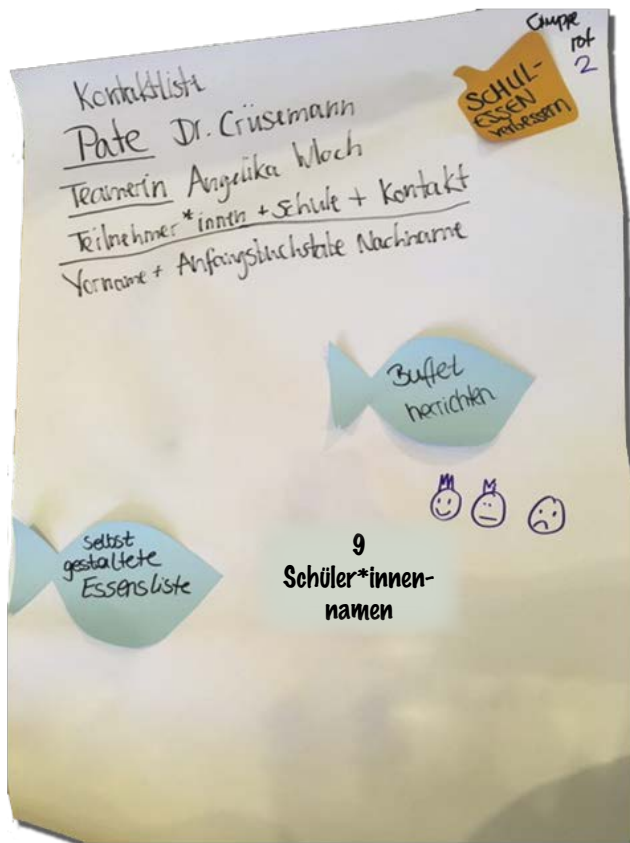 Gruppe
rot
2
SCHUL-
ESSEN
verbessern
Kontaktliste
Pate Dr. Crüsemann
Teamerin Angelika Wloch
Teilnehmer*innen + Schule + Kontakt
Vorname + Anfangsbuchstabe Nachname
Buffet
herrichten
selbst
gestaltete
Essensliste
9
Schüler*innen-
namen